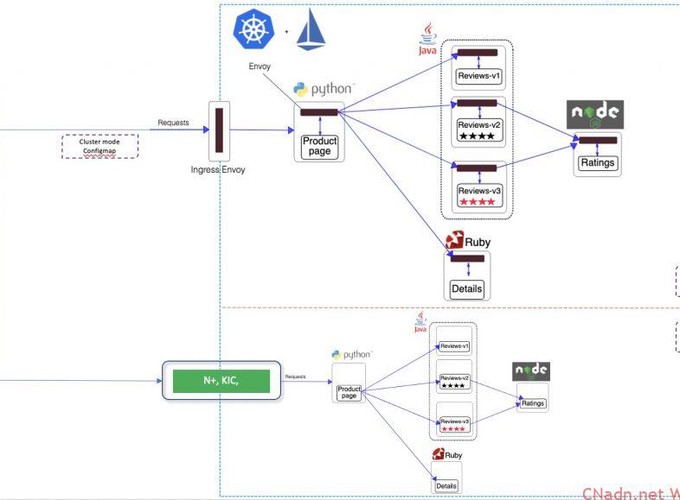 Java
Envoy
python
Reviews-v1
Requests
node
Product
page
Reviews-v2
★★★★
Cluster mode
Configmap
Ratings
Ingress Envoy
Reviews-v3
★★★★
Ruby
Details
Java
Reviews-v1
python
N+, KIC,
Requests
Reviews-v2
★★★★
node
Product
page
Ratings
Reviews-v3
★★★★
Ruby
Details
CNadn.net W